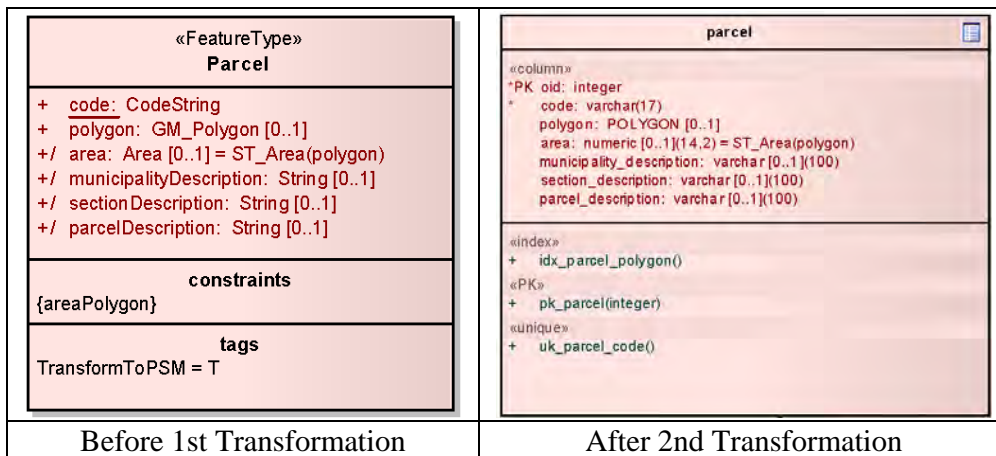 «FeatureType»
Parcel
+ code: CodeString
+ polygon: GM_Polygon [0..1]
+/ area: Area [0..1] = ST_Area(polygon)
+/ municipalityDescription: String [0..1]
+/ sectionDescription: String [0..1]
+/ parcelDescription: String [0..1]
constraints
{areaPolygon}
tags
TransformToPSM = T
Before 1st Transformation
parcel
«column»
*PK oid: integer
* code: varchar(17)
polygon: POLYGON [0..1]
area: numeric [0..1](14,2) = ST_Area(polygon)
municipality_description: varchar [0..1](100)
section_description: varchar [0..1](100)
parcel_description: varchar [0..1](100)
«index»
+ idx_parcel_polygon()
«PK»
+ pk_parcel(integer)
«unique»
+ uk_parcel_code()
After 2nd Transformation